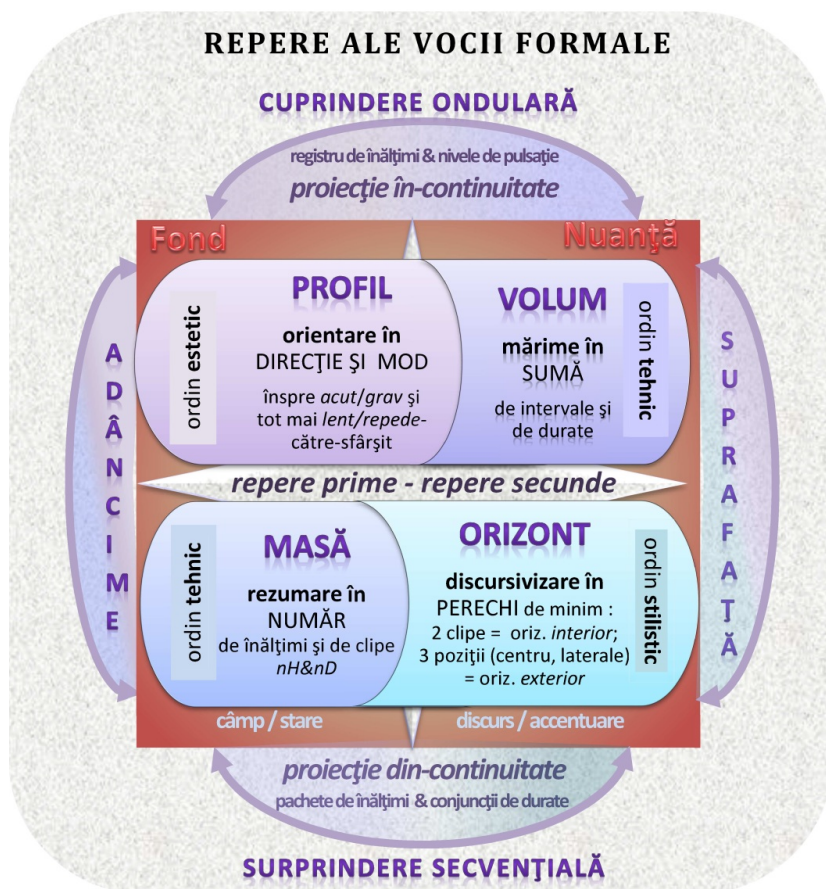 REPERE ALE VOCII FORMALE
CUPRINDERE ONDULARĂ
registru de înălţimi & nivele de pulsaţie
proiecţie în-continuitate
Fond
Nuanţă
ADÂNCIME
ordin estetic
PROFIL
orientare în
DIRECŢIE ŞI MOD
înspre acut/grav şi
tot mai lent/repede-
către-sfârşit
VOLUM
mărime în
SUMĂ
de intervale şi
de durate
ordin tehnic
SUPRAFAŢĂ
repere prime - repere secunde
ordin tehnic
MASĂ
rezumare în
NUMĂR
de înălţimi şi de clipe
nH&nD
ORIZONT
discursivizare în
PERECHI de minim :
2 clipe = oriz. interior;
3 poziţii (centru, laterale)
= oriz. exterior
ordin stilistic
câmp / stare
discurs / accentuare
proiecţie din-continuitate
pachete de înălţimi & conjuncţii de durate
SURPRINDERE SECVENŢIALĂ